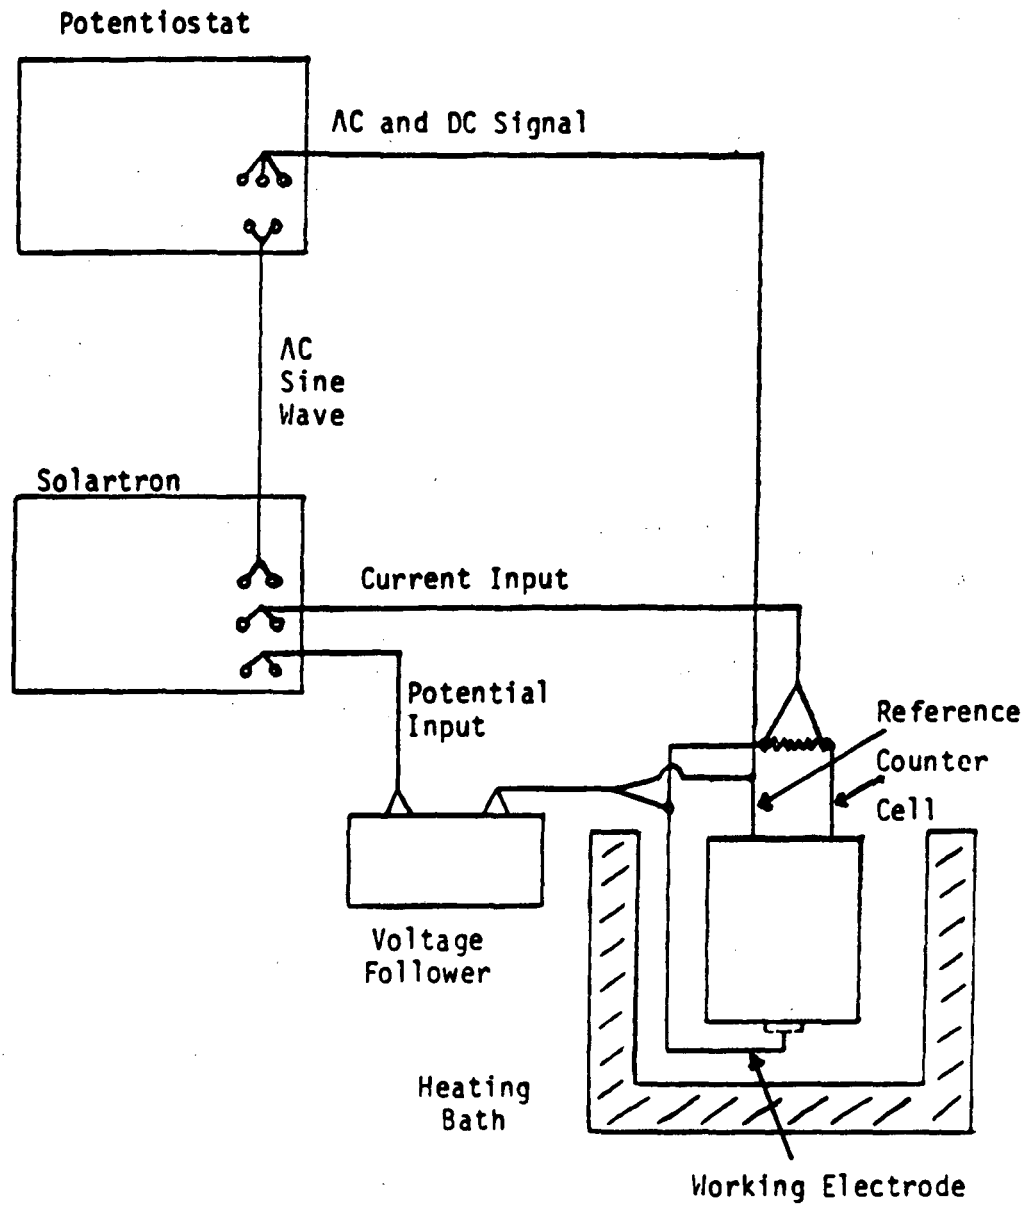 Potentiostat
AC and DC Signal
AC
Sine
Wave
Solartron
Current Input
Potential
Input
Reference
Counter
Cell
Voltage
Follower
Heating
Bath
Working Electrode